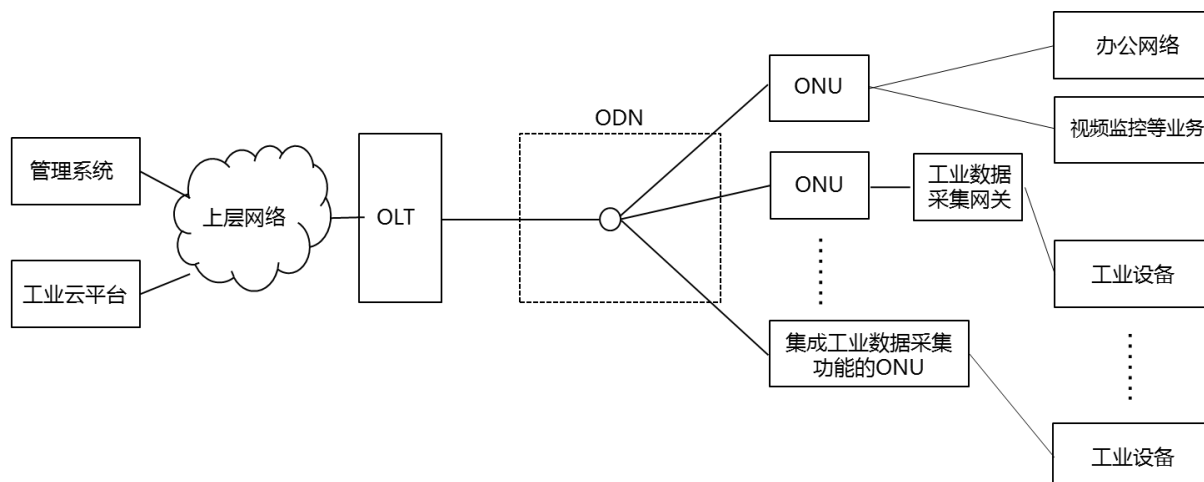 管理系统
工业云平台
上层网络
OLT
ODN
ONU
办公网络
视频监控等业务
ONU
工业数据
采集网关
工业设备
集成工业数据采集
功能的ONU
工业设备